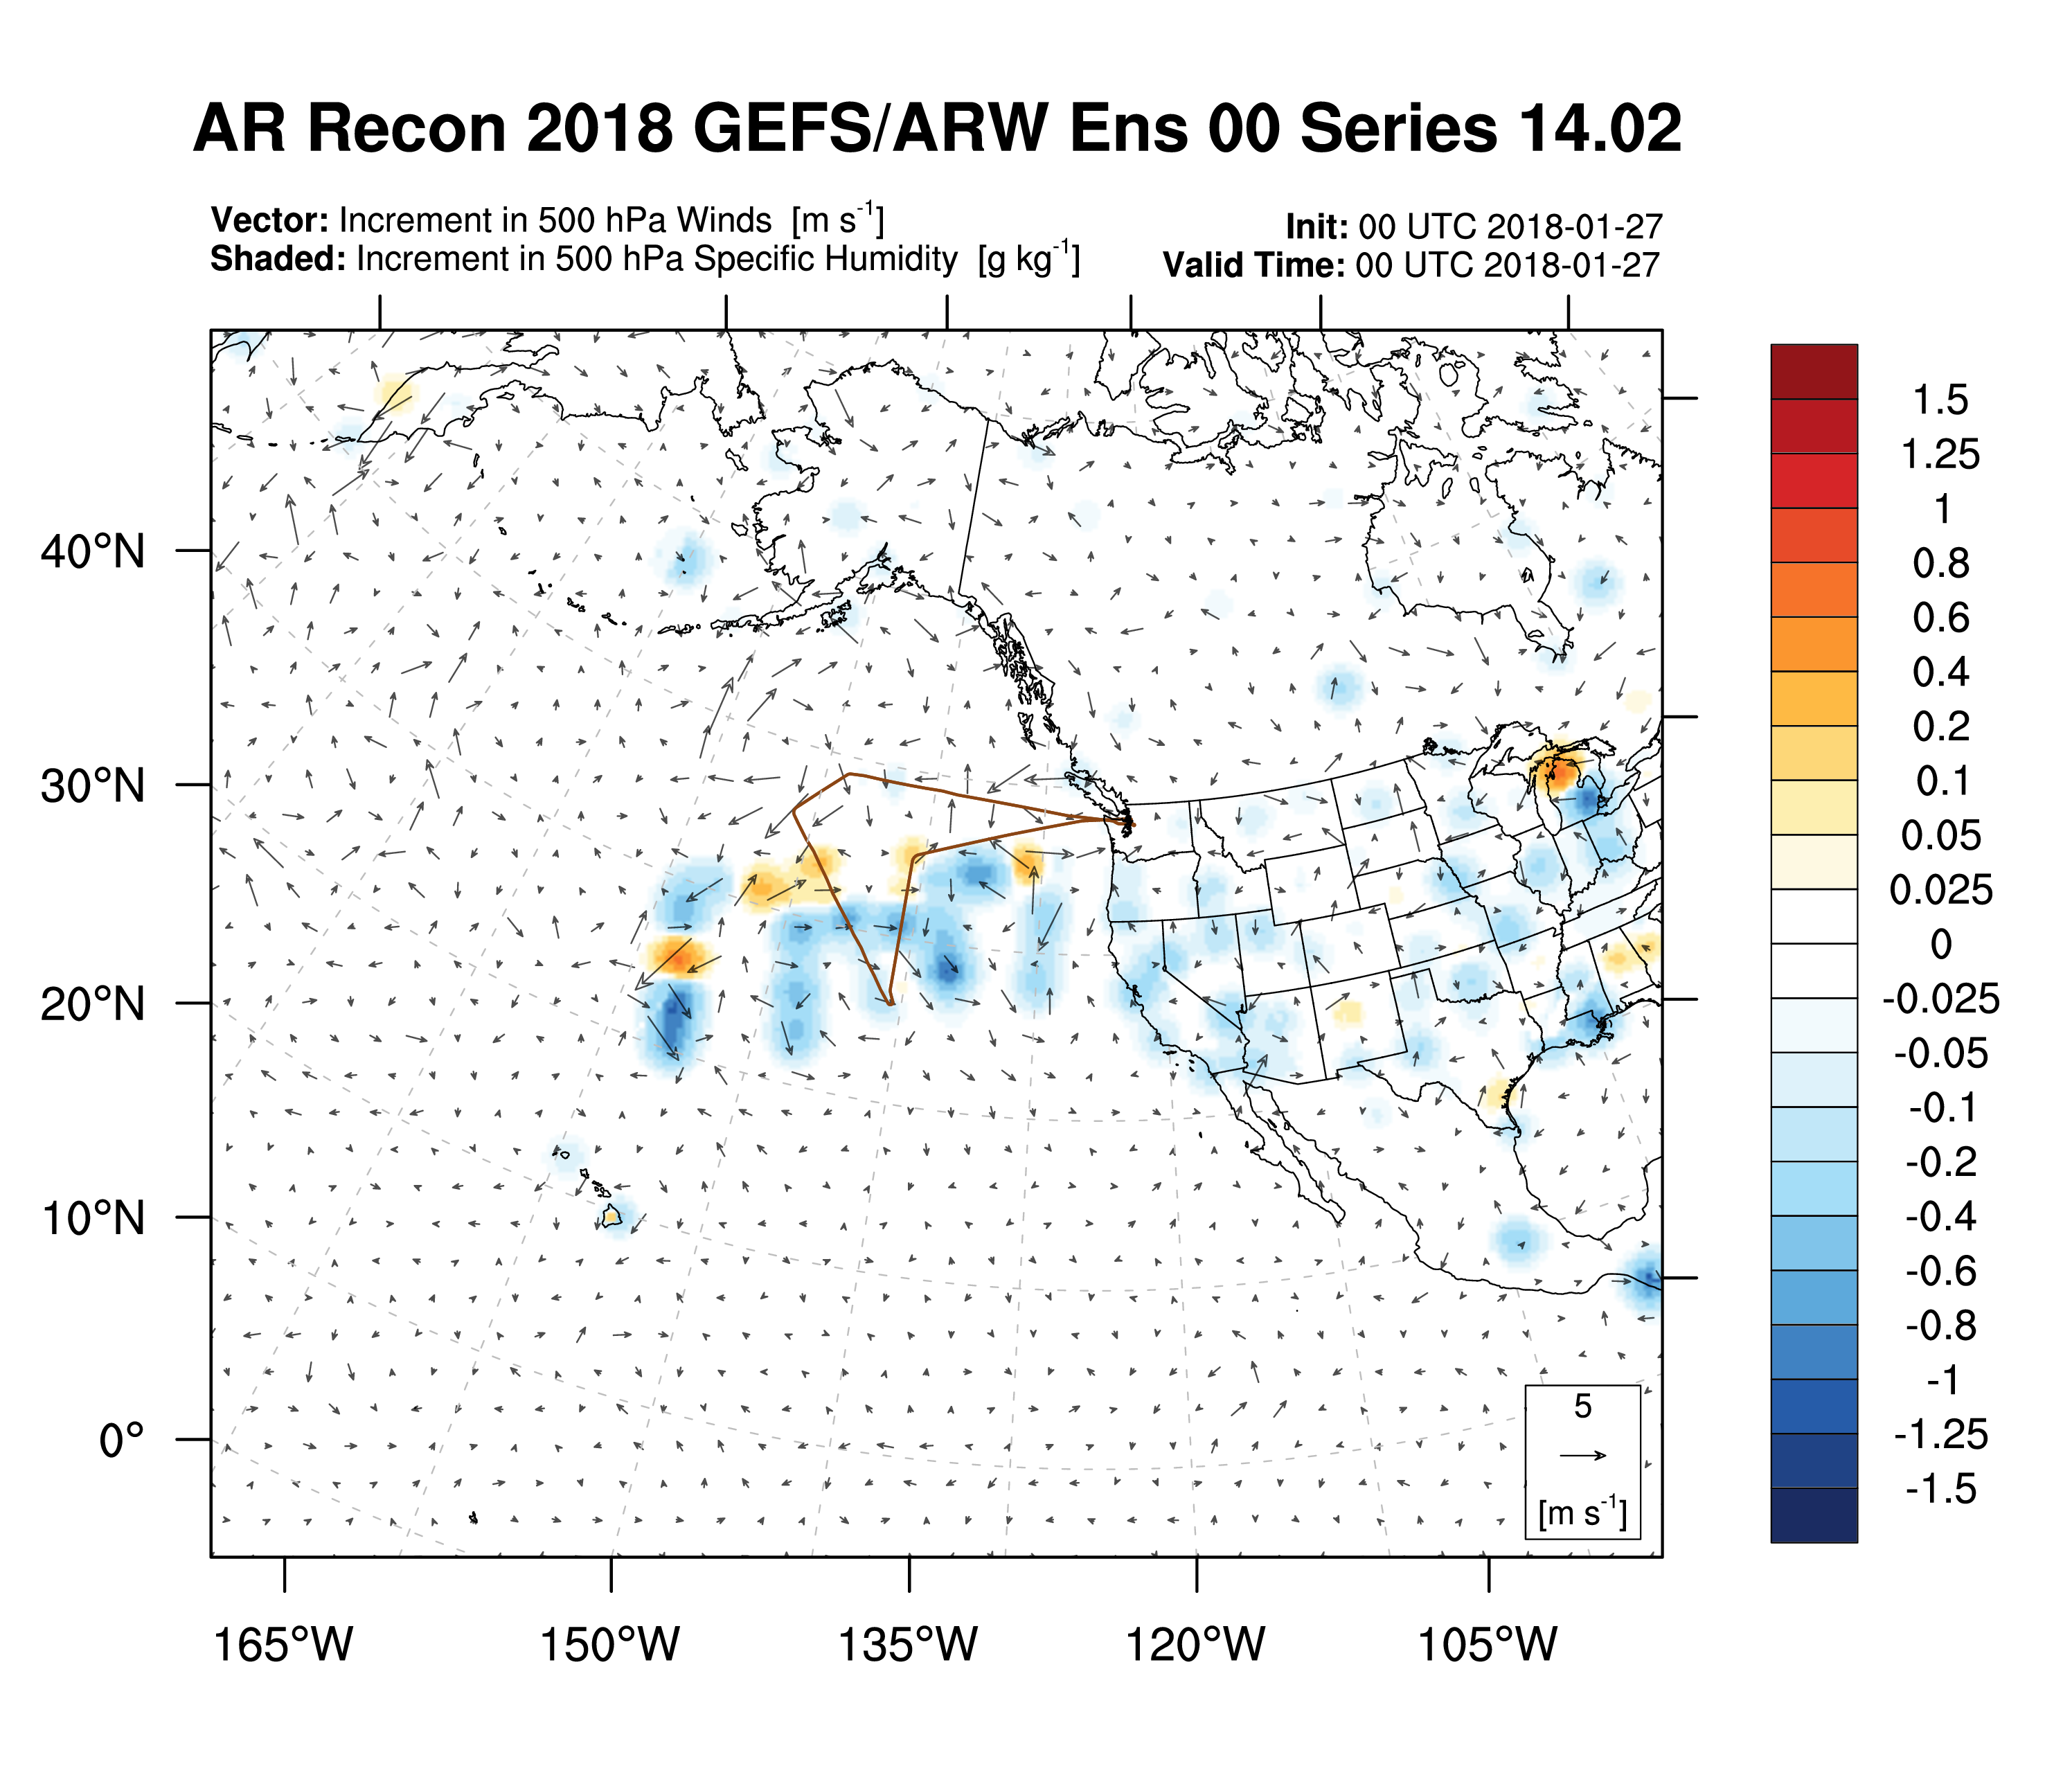 AR Recon 2018 GEFS/ARW Ens 00 Series 14.02
Vector: Increment in 500 hPa Winds [m s-1]
Shaded: Increment in 500 hPa Specific Humidity [g kg-1]
Init: 00 UTC 2018-01-27
Valid Time: 00 UTC 2018-01-27
40°N
30°N
20°N
10°N
0°
165°W
150°W
135°W
120°W
105°W
5
[m s-1]
1.5
1.25
1
0.8
0.6
0.4
0.2
0.1
0.05
0.025
0
-0.025
-0.05
-0.1
-0.2
-0.4
-0.6
-0.8
-1
-1.25
-1.5